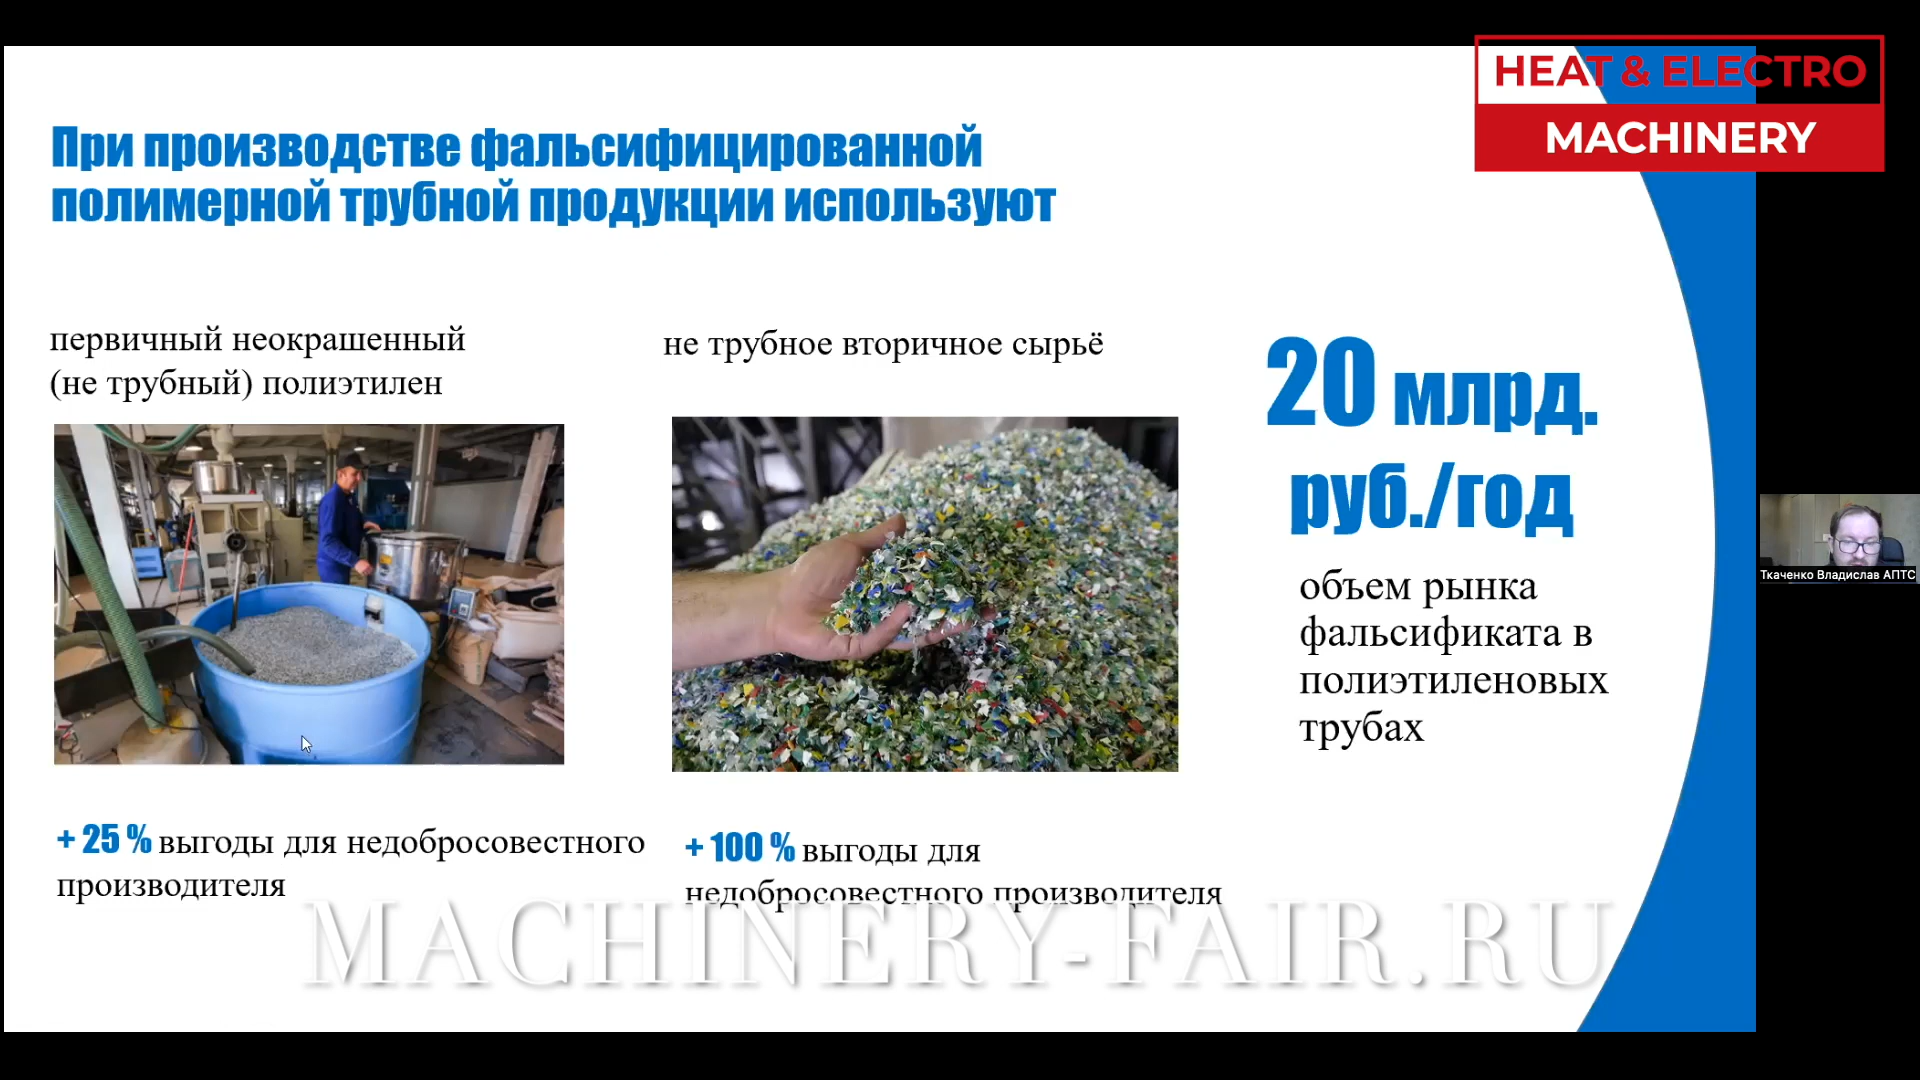 HEAT & ELECTRO
MACHINERY
При производстве фальсифицированной
полимерной трубной продукции используют
первичный неокрашенный
(не трубный) полиэтилен
не трубное вторичное сырьё
20 млрд.
руб./год
объем рынка
фальсификата в
полиэтиленовых
трубах
Ткаченко Владислав АПТС
+ 25 % выгоды для недобросовестного
производителя
+ 100 % выгоды для
недобросовестного производителя
MACHINERY-FAIR.RU